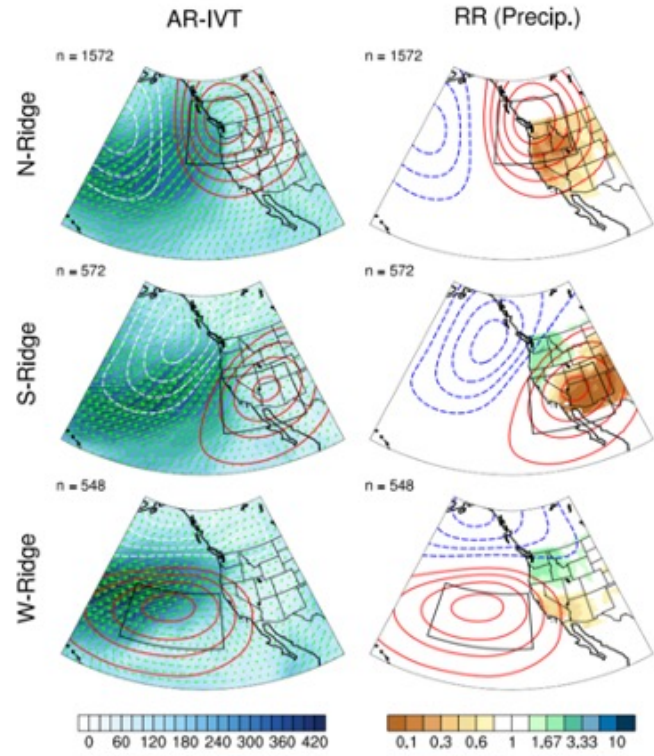 AR-IVT RR (Precip.)
n = 1572 n = 1572
N-Ridge
n = 572 n = 572
S-Ridge
n = 548 n = 548
W-Ridge
0 60 120 180 240 300 360 420
0.1 0.3 0.6 1 1.67 3.33 10